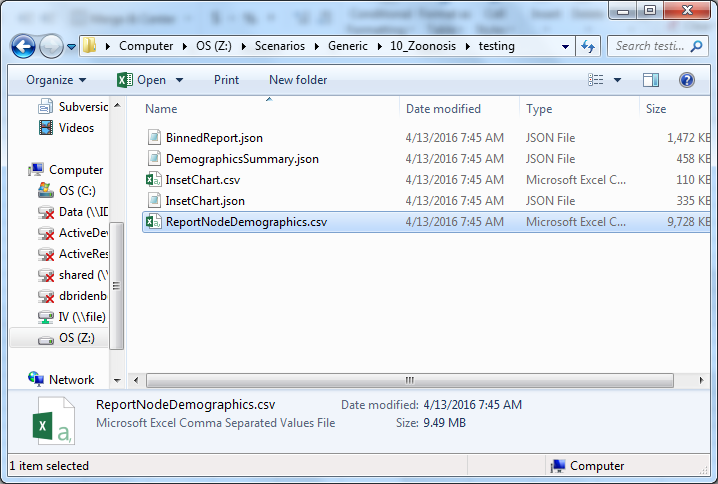 Computer ▸ OS (Z:) ▸ Scenarios ▸ Generic ▸ 10_Zoonosis ▸ testing
Search testi...
Organize Open Print New folder
Name Date modified Type Size
Subversic
Videos
Computer
OS (C:)
Data (\\ID
ActiveDev
ActiveRes
shared (\\
dbridenb
IV (\\file)
OS (Z:)
Network
BinnedReport.json 4/13/2016 7:45 AM JSON File 1,472 KB
DemographicsSummary.json 4/13/2016 7:45 AM JSON File 458 KB
InsetChart.csv 4/13/2016 7:45 AM Microsoft Excel C... 110 KB
InsetChart.json 4/13/2016 7:45 AM JSON File 335 KB
ReportNodeDemographics.csv 4/13/2016 7:45 AM Microsoft Excel C... 9,728 KB
ReportNodeDemographics.csv Date modified: 4/13/2016 7:45 AM
Microsoft Excel Comma Separated Values File Size: 9.49 MB
1 item selected Computer